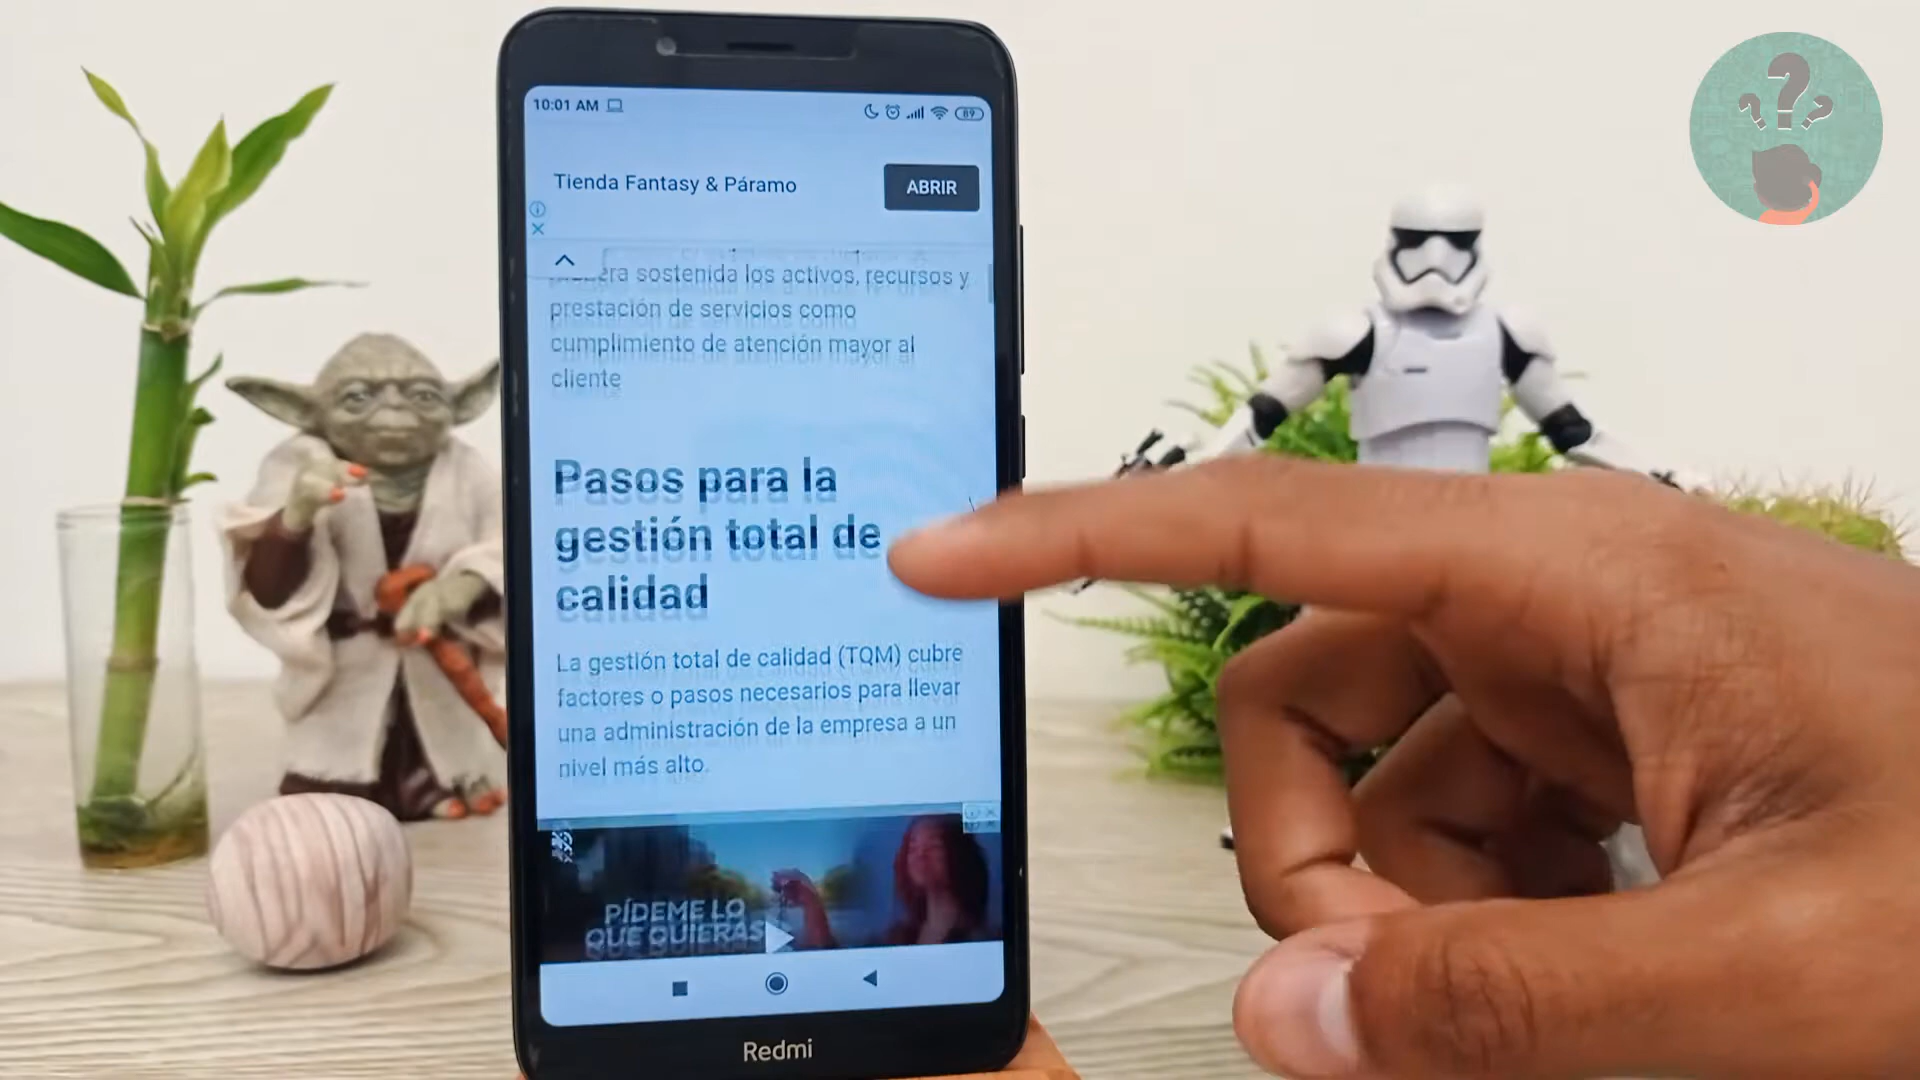 10:01 AM
89
Tienda Fantasy & Páramo
ABRIR
sostenida los activos, recursos y
prestación de servicios como
cumplimiento de atención mayor al
cliente
Pasos para la
gestión total de
calidad
La gestión total de calidad (TQM) cubre
factores o pasos necesarios para llevar
una administración de la empresa a un
nivel más alto.
PÍDEME LO
QUE QUIERAS
Redmi